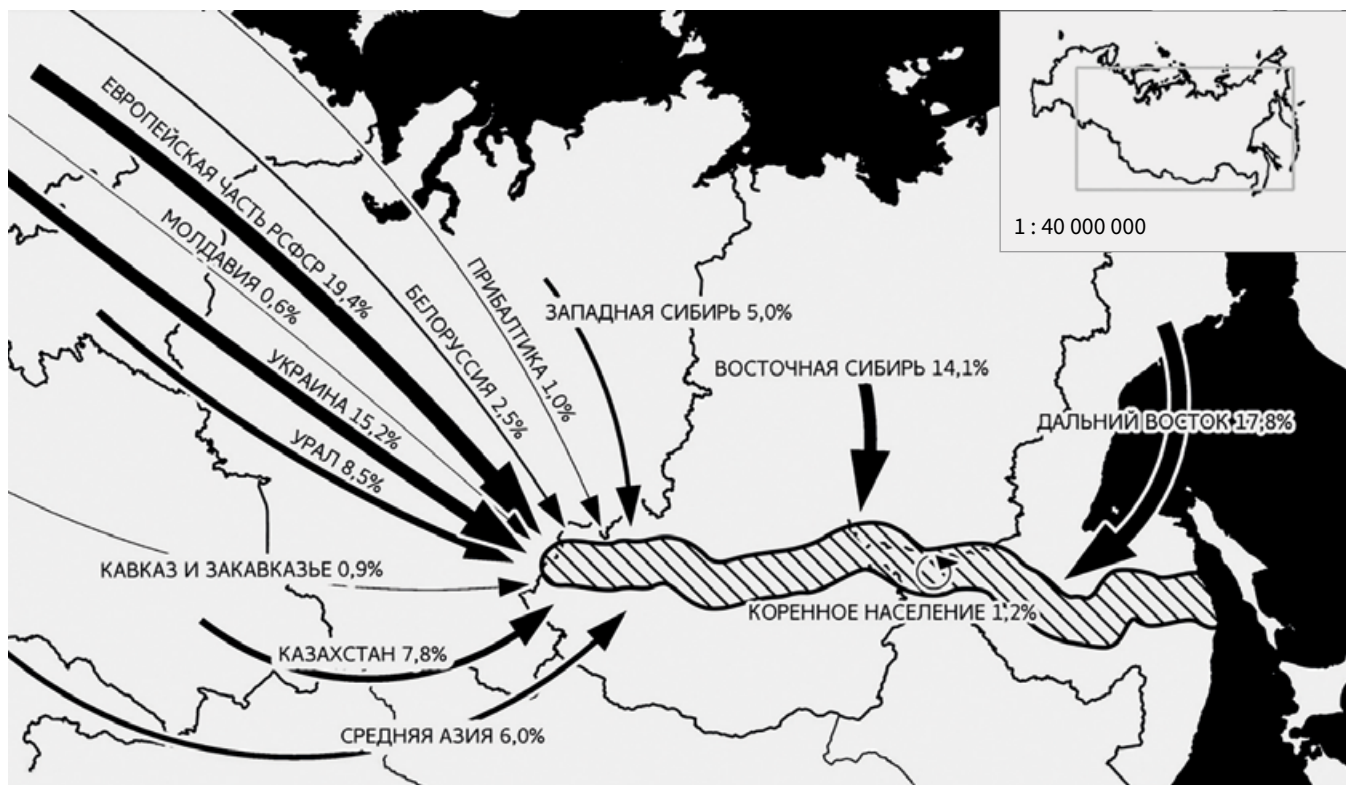 1 : 40 000 000
ЕВРОПЕЙСКАЯ ЧАСТЬ РСФСР 19,4%
МОЛДАВИЯ 0,6%
БЕЛОРУССИЯ 2,5%
ПРИБАЛТИКА 1,0%
ЗАПАДНАЯ СИБИРЬ 5,0%
ВОСТОЧНАЯ СИБИРЬ 14,1%
ДАЛЬНИЙ ВОСТОК 17,8%
УКРАИНА 15,2%
УРАЛ 8,5%
КАВКАЗ И ЗАКАВКАЗЬЕ 0,9%
КОРЕННОЕ НАСЕЛЕНИЕ 1,2%
КАЗАХСТАН 7,8%
СРЕДНЯЯ АЗИЯ 6,0%